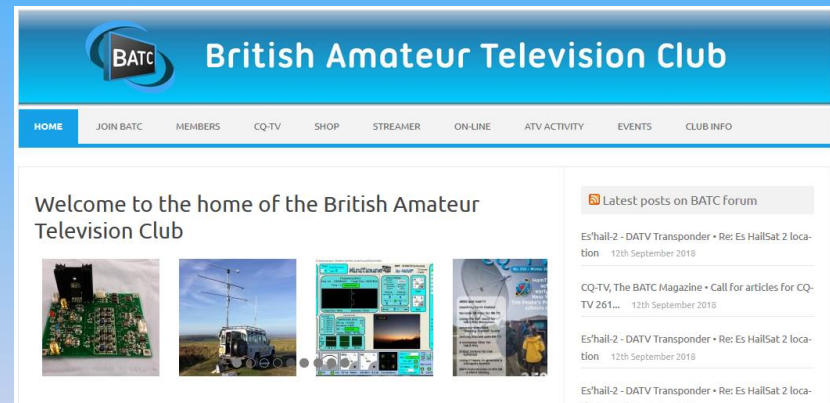 BATC
British Amateur Television Club
HOME JOIN BATC MEMBERS CQ-TV SHOP STREAMER ON-LINE ATV ACTIVITY EVENTS CLUB INFO
Welcome to the home of the British Amateur
Television Club
Latest posts on BATC forum
Es'hail-2 - DATV Transponder • Re: Es HailSat 2 loca-
tion 12th September 2018
CQ-TV, The BATC Magazine • Call for articles for CQ-
TV 261... 12th September 2018
Es'hail-2 - DATV Transponder • Re: Es HailSat 2 loca-
tion 12th September 2018
Es'hail-2 - DATV Transponder • Re: Es HailSat 2 loca-